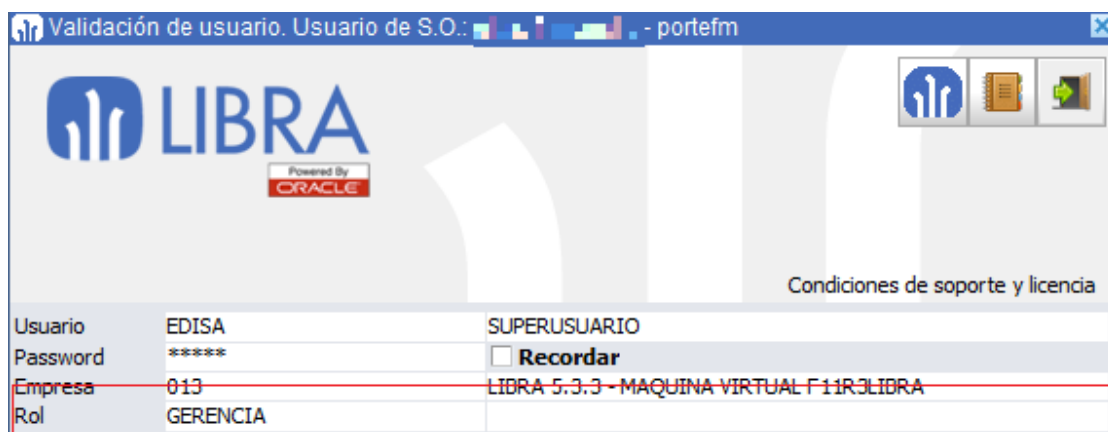 Validación de usuario. Usuario de S.O.: - portefm
LIBRA
Powered By
ORACLE
Condiciones de soporte y licencia
Usuario EDISA SUPERUSUARIO
Password ***** Recordar
Empresa 013 LIBRA 5.3.3 - MAQUINA VIRTUAL F11R3LIBRA
Rol GERENCIA